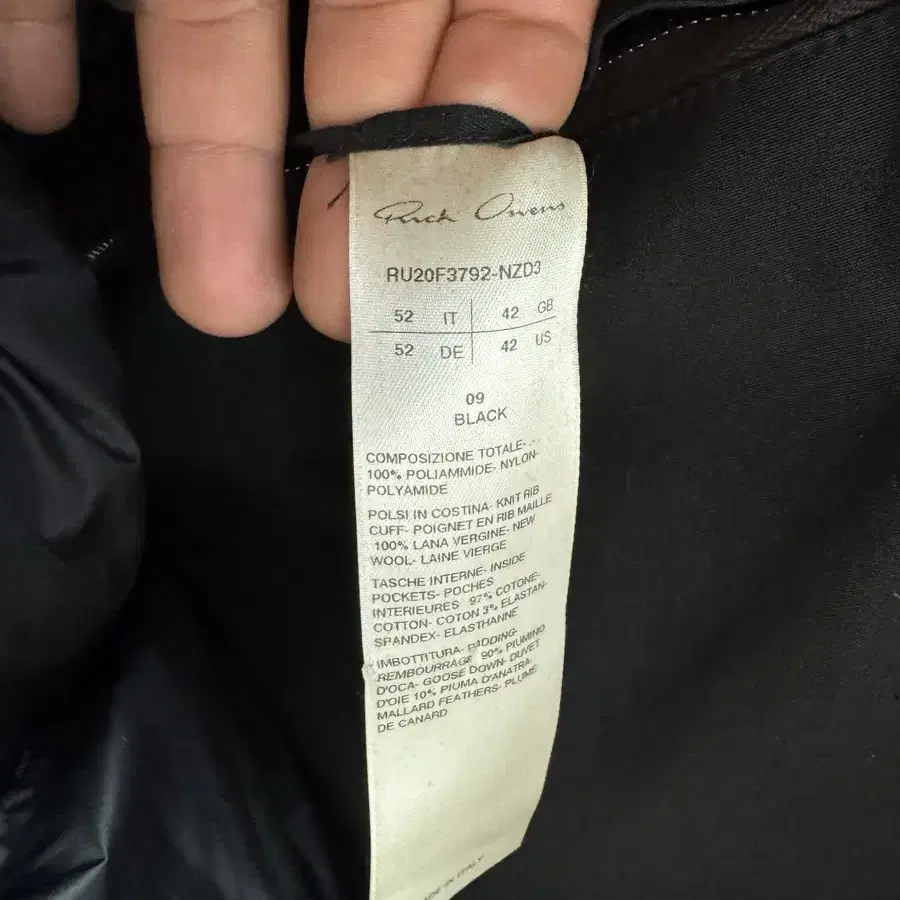 Rick Owens
RU20F3792-NZD3
52 IT 42 GB
52 DE 42 US
09
BLACK
COMPOSIZIONE TOTALE-
100% POLIAMMIDE- NYLON-
POLYAMIDE
POLSI IN COSTINA- KNIT RIB
CUFF- POIGNET EN RIB MAILLE
100% LANA VERGINE- NEW
WOOL- LAINE VIERGE
TASCHE INTERNE- INSIDE
POCKETS- POCHES
INTERIEURES 97% COTONE-
COTTON- COTON 3% ELASTAN-
SPANDEX- ELASTHANNE
IMBOTTITURA- PADDING-
REMBOURRAGE 90% PIUMINO
D'OCA- GOOSE DOWN- DUVET
D'OIE 10% PIUMA D'ANATRA
MALLARD FEATHERS- PLUME
DE CANARD
MADE IN ITALY